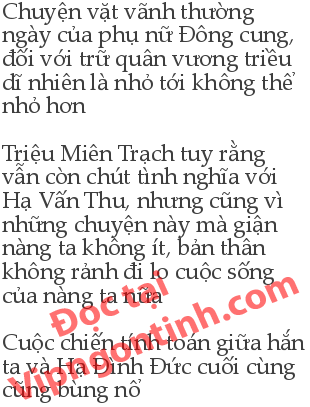 Chuyện vặt vãnh thường
ngày của phụ nữ Đông cung,
đối với trữ quân vương triều
dĩ nhiên là nhỏ tới không thể
nhỏ hơn
Triệu Miên Trạch tuy rằng
vẫn còn chút tình nghĩa với
Hạ Vấn Thu, nhưng cũng vì
những chuyện này mà giận
nàng ta không ít, bản thân
không rảnh đi lo cuộc sống
của nàng ta nữa
Cuộc chiến tính toán giữa hắn
ta và Hạ Đình Đức cuối cùng
cũng bùng nổ
Đọc tại
Vipngontinh.com